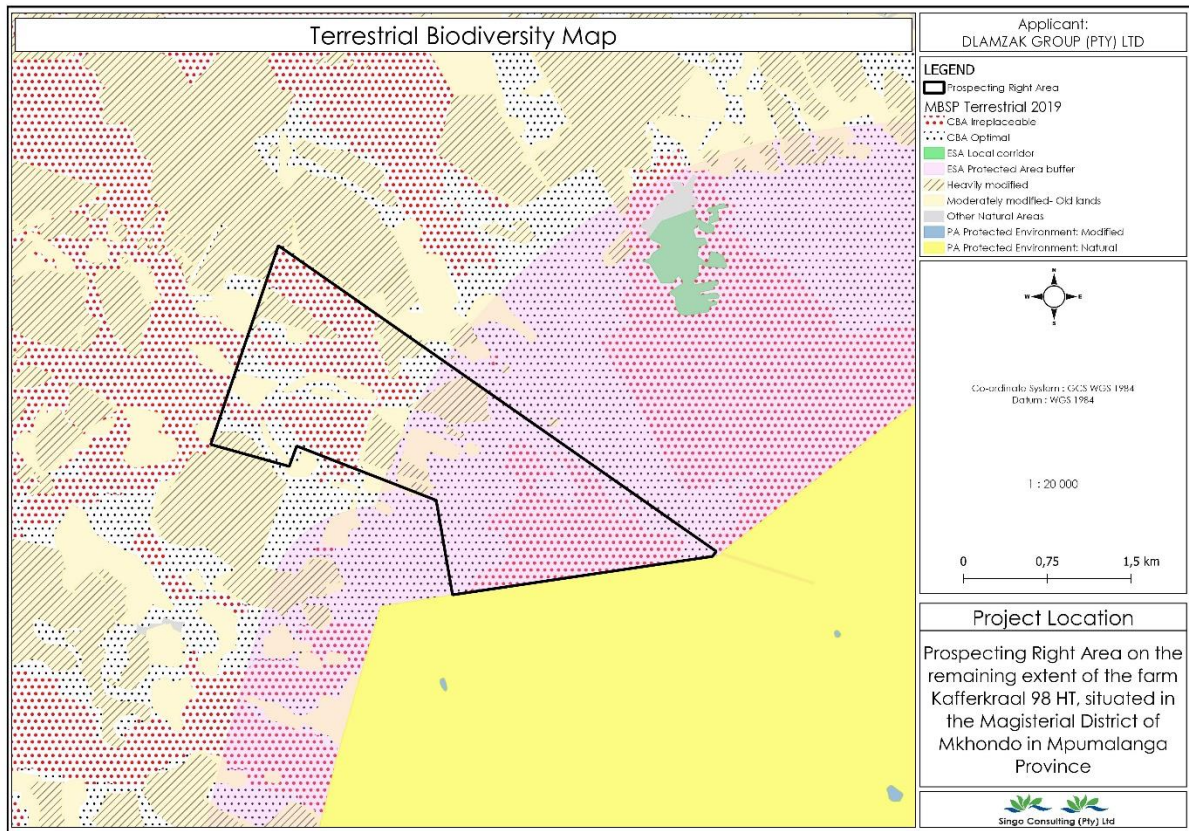 Terrestrial Biodiversity Map
Applicant:
DLAMZAK GROUP (PTY) LTD
LEGEND
Prospecting Right Area
MBSP Terrestrial 2019
CBA Irreplaceable
CBA Optimal
ESA Local corridor
ESA Protected Area buffer
Heavily modified
Moderately modified- Old lands
Other Natural Areas
PA Protected Environment: Modified
PA Protected Environment: Natural
N
W
E
S
Co-ordinate System : GCS WGS 1984
Datum : WGS 1984
1 : 20 000
0 0,75 1,5 km
Project Location
Prospecting Right Area on the
remaining extent of the farm
Kafferkraal 98 HT, situated in
the Magisterial District of
Mkhondo in Mpumalanga
Province
Singo Consulting (Pty) Ltd